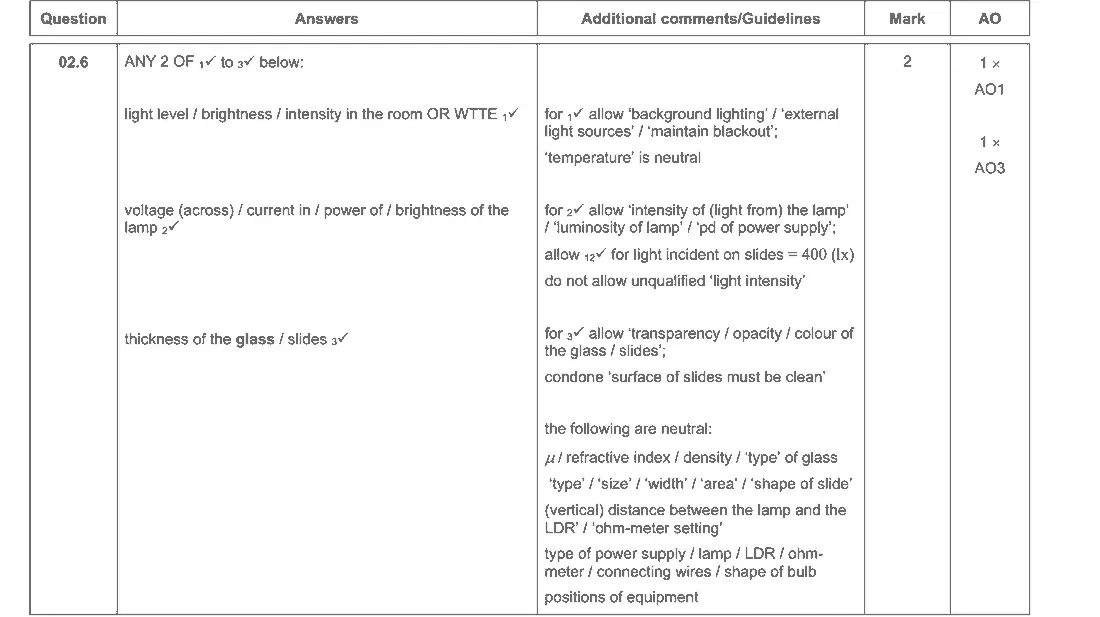 Question Answers Additional comments/Guidelines Mark AO
02.6 ANY 2 OF 1✓ to 3✓ below: 2 1 ×
AO1
light level / brightness / intensity in the room OR WTTE 1✓
for 1✓ allow ‘background lighting’ / ‘external
light sources’ / ‘maintain blackout’;
1 ×
‘temperature’ is neutral
AO3
voltage (across) / current in / power of / brightness of the
lamp 2✓
for 2✓ allow ‘intensity of (light from) the lamp’
/ ‘luminosity of lamp’ / ‘pd of power supply’;
allow 12✓ for light incident on slides = 400 (lx)
do not allow unqualified ‘light intensity’
thickness of the glass / slides 3✓
for 3✓ allow ‘transparency / opacity / colour of
the glass / slides’;
condone ‘surface of slides must be clean’
the following are neutral:
μ / refractive index / density / ‘type’ of glass
‘type’ / ‘size’ / ‘width’ / ‘area’ / ‘shape of slide’
(vertical) distance between the lamp and the
LDR’ / ‘ohm-meter setting’
type of power supply / lamp / LDR / ohm-
meter / connecting wires / shape of bulb
positions of equipment